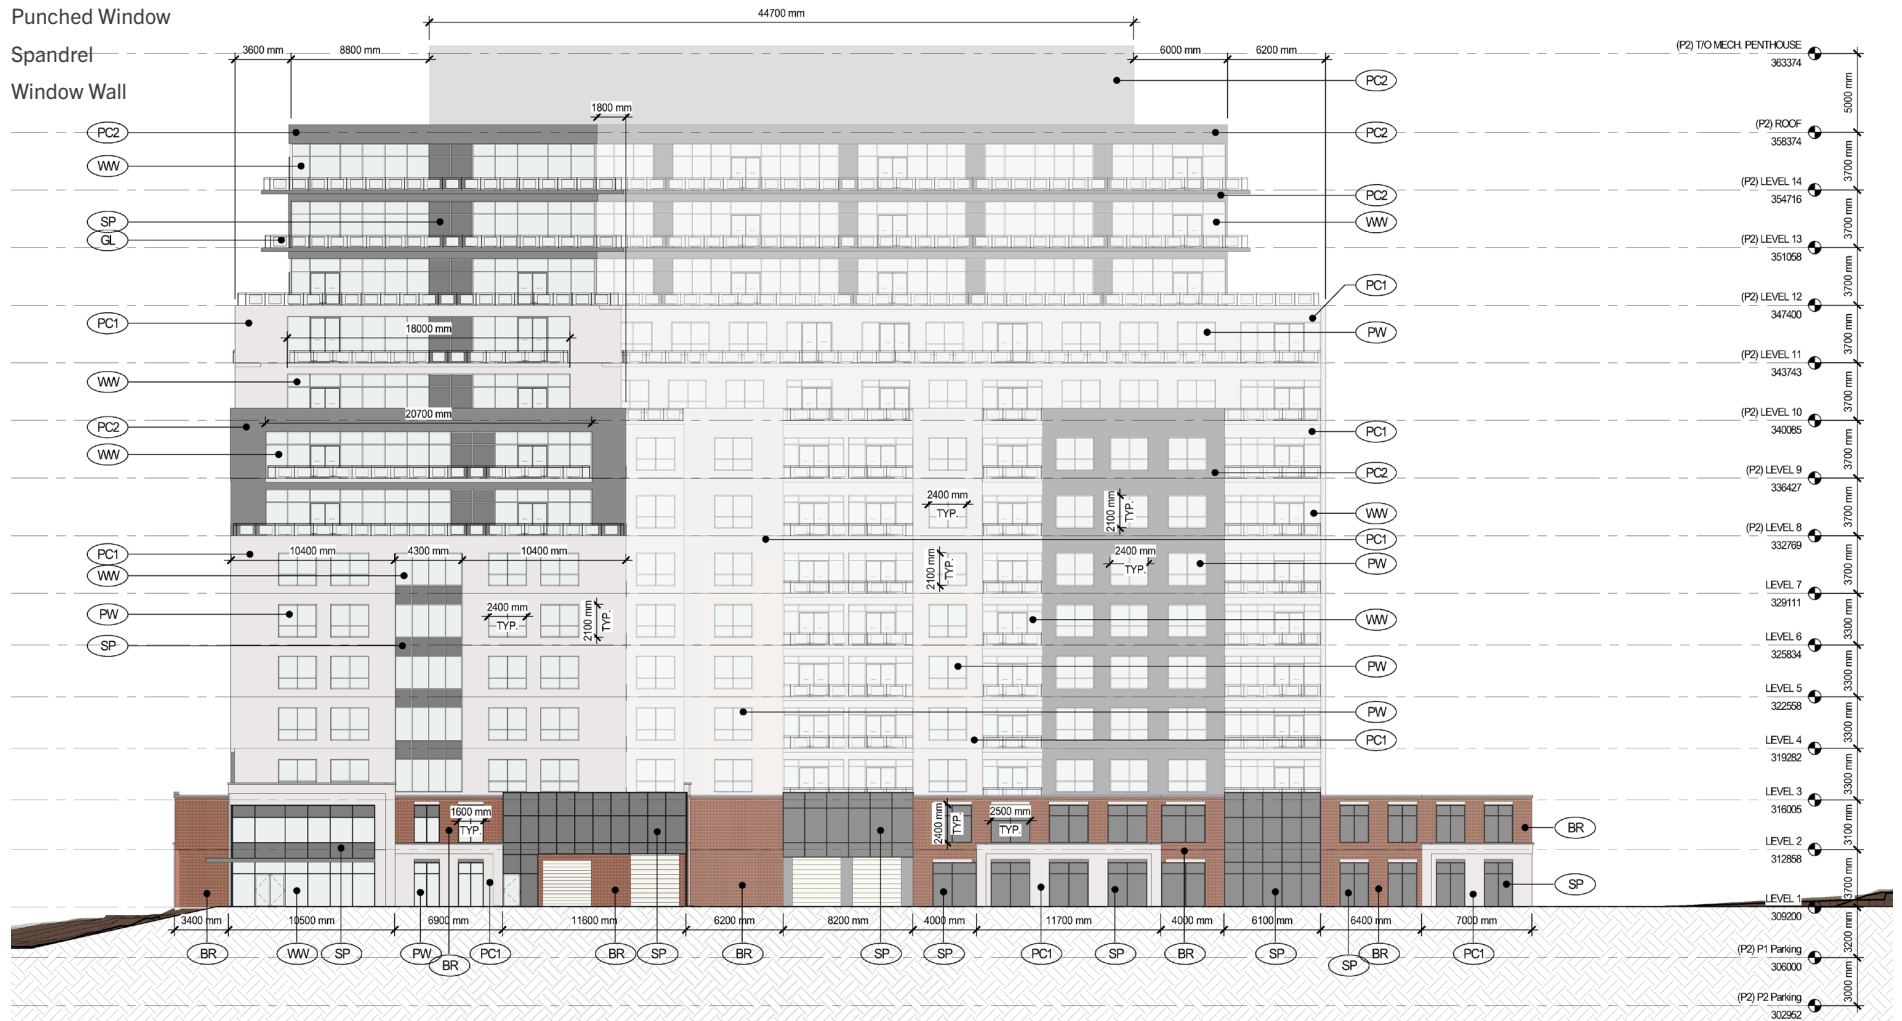 Punched Window
Spandrel
Window Wall
44700 mm
3600 mm
8800 mm
6000 mm
6200 mm
1800 mm
PC2
PC2
WW
PC2
PC2
SP
WW
GL
PC1
PC1
18000 mm
PW
WW
20700 mm
PC2
PC1
WW
PC2
2400 mm
TYP.
2100 mm
TYP.
WW
PC1
10400 mm
4300 mm
10400 mm
PC1
2400 mm
TYP.
2100 mm
TYP.
PW
WW
PW
2400 mm
TYP.
2100 mm
TYP.
WW
SP
PW
PW
PC1
1600 mm
TYP.
2400 mm
TYP.
2500 mm
TYP.
BR
SP
3400 mm
10500 mm
6900 mm
11600 mm
6200 mm
8200 mm
4000 mm
11700 mm
4000 mm
6100 mm
6400 mm
7000 mm
BR
WW
SP
PW
BR
PC1
BR
SP
BR
SP
SP
PC1
SP
BR
SP
SP
BR
PC1
(P2) T/O MECH. PENTHOUSE
363374
5000 mm
(P2) ROOF
358374
3700 mm
(P2) LEVEL 14
354716
3700 mm
(P2) LEVEL 13
351058
3700 mm
(P2) LEVEL 12
347400
3700 mm
(P2) LEVEL 11
343743
3700 mm
(P2) LEVEL 10
340085
3700 mm
(P2) LEVEL 9
336427
3700 mm
(P2) LEVEL 8
332769
3700 mm
LEVEL 7
329111
3300 mm
LEVEL 6
325834
3300 mm
LEVEL 5
322558
3300 mm
LEVEL 4
319282
3300 mm
LEVEL 3
316005
3100 mm
LEVEL 2
312858
3700 mm
LEVEL 1
309200
3200 mm
(P2) P1 Parking
306000
3000 mm
(P2) P2 Parking
302952